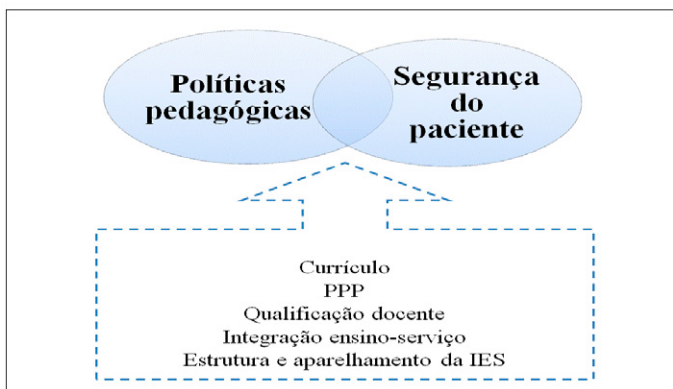 Políticas
pedagógicas
Segurança
do
paciente
Currículo
PPP
Qualificação docente
Integração ensino-serviço
Estrutura e aparelhamento da IES